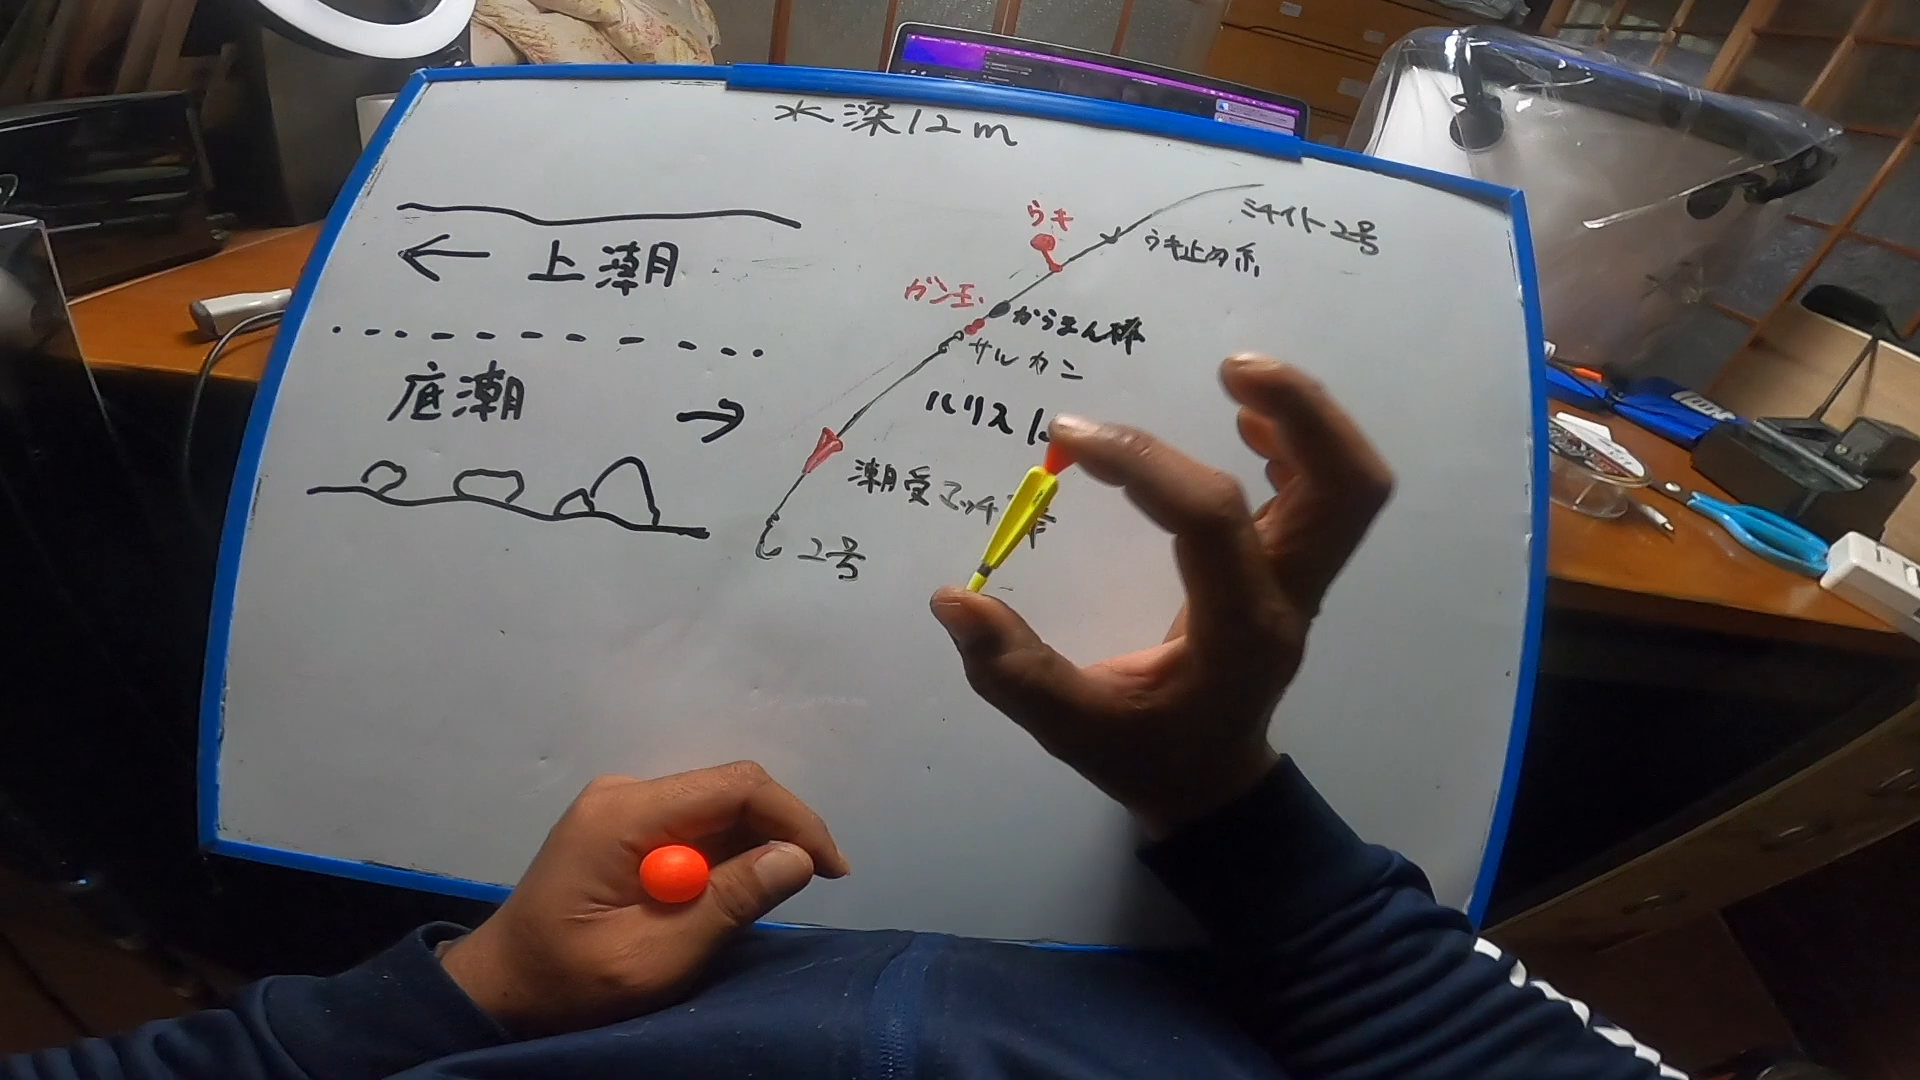 水深12m
上潮
底潮
ミチイト2号
ウキ
ウキ止め糸
ガン玉
からまん棒
サルカン
ハリス1
潮受マッチ
2号